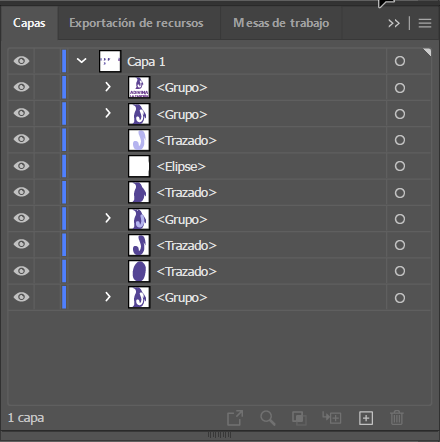 Capas Exportación de recursos Mesas de trabajo
Capa 1
<Grupo>
<Grupo>
<Trazado>
<Elipse>
<Trazado>
<Grupo>
<Trazado>
<Trazado>
<Grupo>
1 capa